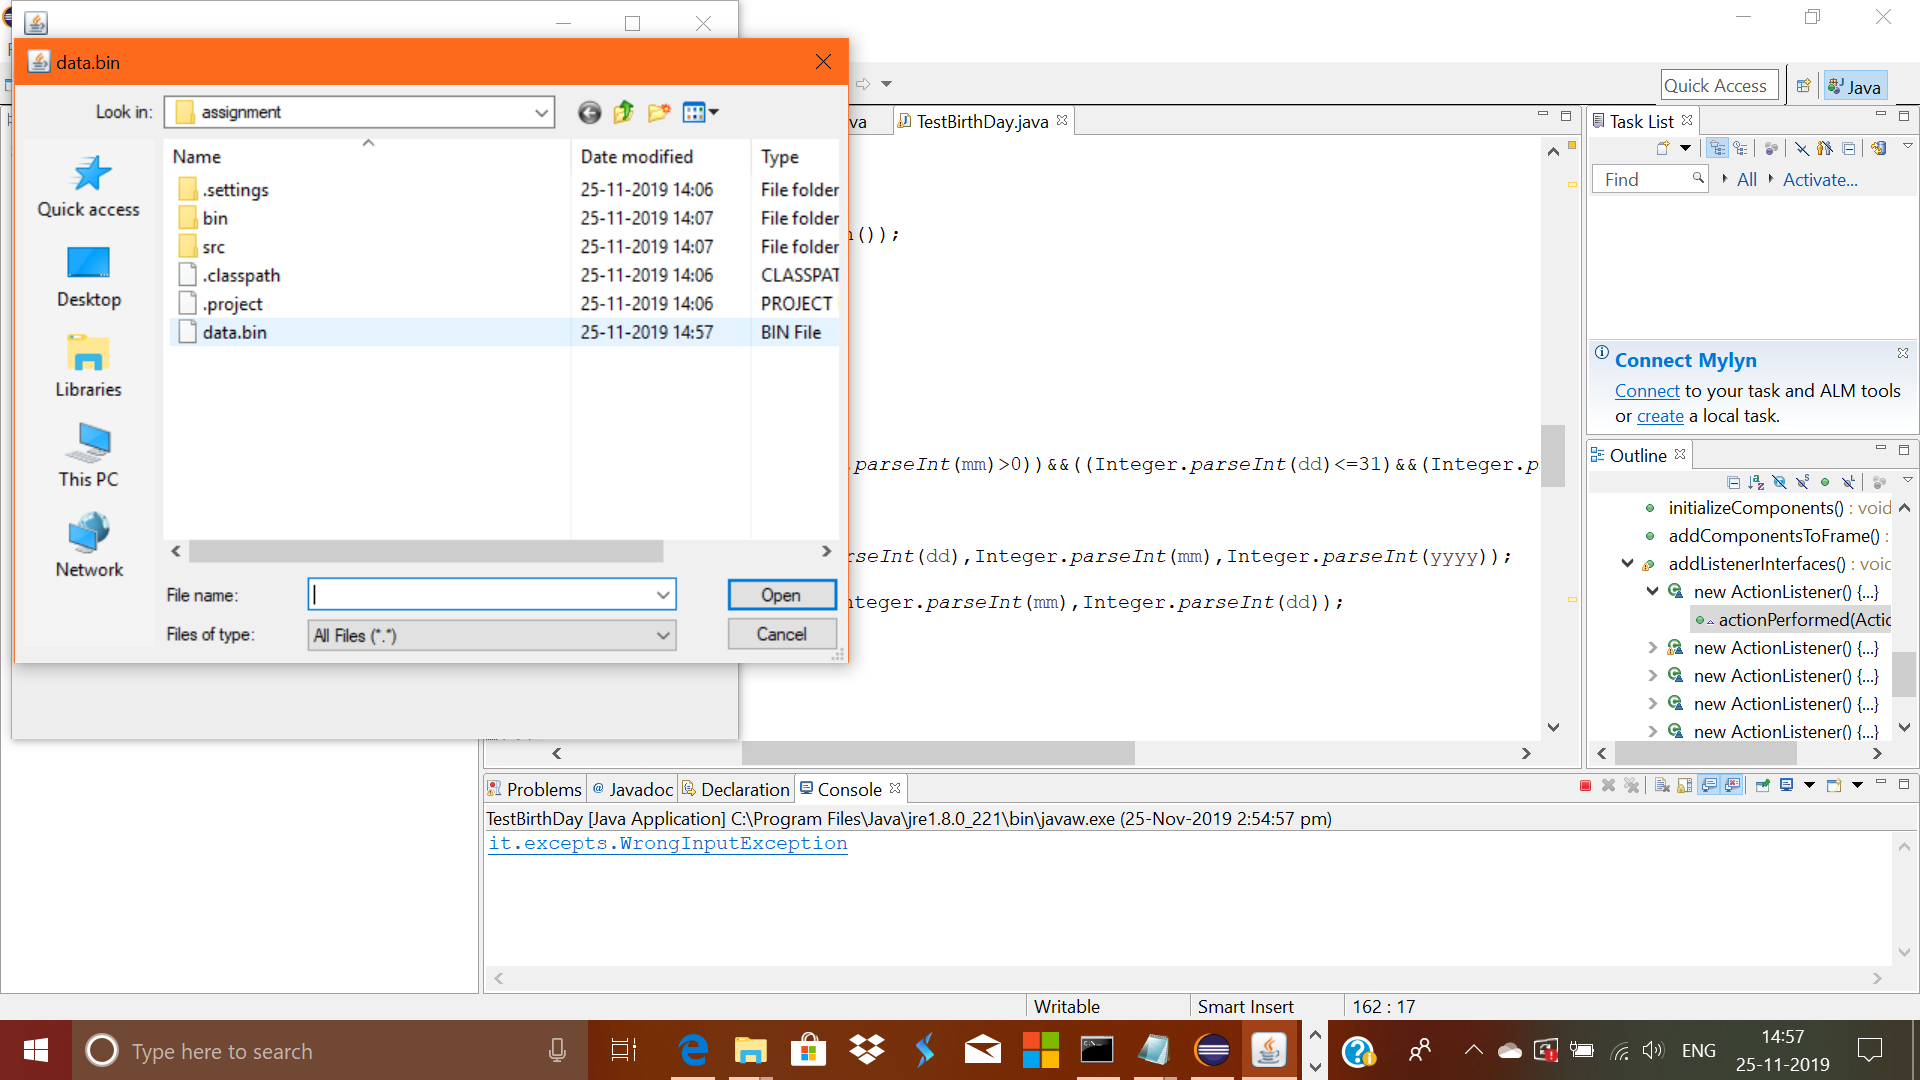 data.bin
Look in:
assignment
Name
Date modified
Type
.settings
25-11-2019 14:06
File folder
bin
25-11-2019 14:07
File folder
src
25-11-2019 14:07
File folder
.classpath
25-11-2019 14:06
CLASSPAT
.project
25-11-2019 14:06
PROJECT
data.bin
25-11-2019 14:57
BIN File
Quick access
Desktop
Libraries
This PC
Network
File name:
Open
Files of type:
All Files (*.*)
Cancel
Quick Access
Java
va
TestBirthDay.java
());
.parseInt(mm)>0))&&((Integer.parseInt(dd)<=31)&&(Integer.p
rseInt(dd),Integer.parseInt(mm),Integer.parseInt(yyyy));
nteger.parseInt(mm),Integer.parseInt(dd));
Task List
Find
All
Activate...
Connect Mylyn
Connect to your task and ALM tools
or create a local task.
Outline
initializeComponents() : void
addComponentsToFrame() :
addListenerInterfaces() : voic
new ActionListener() {...}
actionPerformed(Actic
new ActionListener() {...}
new ActionListener() {...}
new ActionListener() {...}
new ActionListener() {...}
Problems
@ Javadoc
Declaration
Console
TestBirthDay [Java Application] C:\Program Files\Java\jre1.8.0_221\bin\javaw.exe (25-Nov-2019 2:54:57 pm)
it.excepts.WrongInputException
Writable
Smart Insert
162 : 17
Type here to search
ENG
14:57
25-11-2019